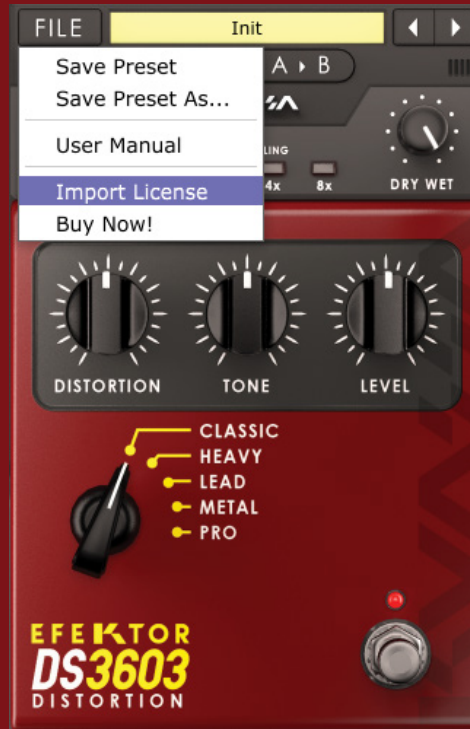 FILE
Init
Save Preset
A ▸ B
Save Preset As...
User Manual
LING
4x
8x
DRY WET
Import License
Buy Now!
DISTORTION
TONE
LEVEL
CLASSIC
HEAVY
LEAD
METAL
PRO
EFEKTOR
DS3603
DISTORTION